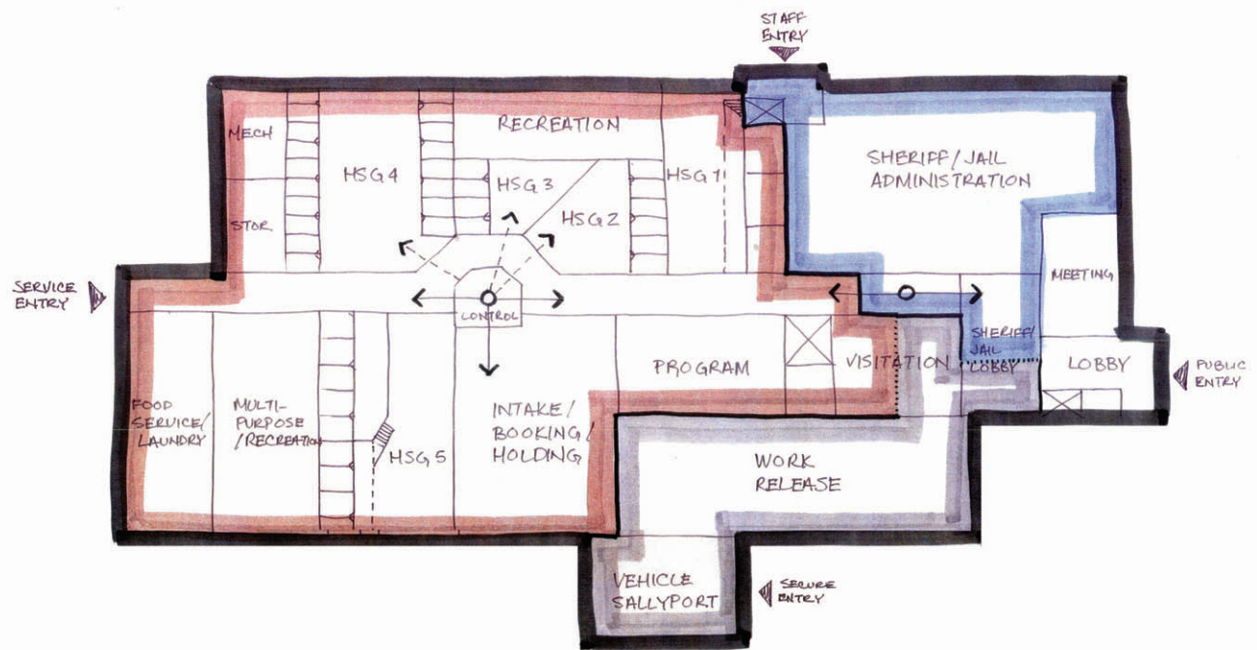 STAFF
ENTRY
MECH
RECREATION
HSG 4
HSG 3
HSG 1
HSG 2
STOR
SHERIFF/JAIL
ADMINISTRATION
MEETING
SERVICE
ENTRY
CONTROL
SHERIFF/
JAIL
LOBBY
VISITATION
PROGRAM
LOBBY
PUBLIC
ENTRY
FOOD
SERVICE/
LAUNDRY
MULTI-
PURPOSE
/RECREATION
HSG 5
INTAKE/
BOOKING/
HOLDING
WORK
RELEASE
VEHICLE
SALLYPORT
SECURE
ENTRY